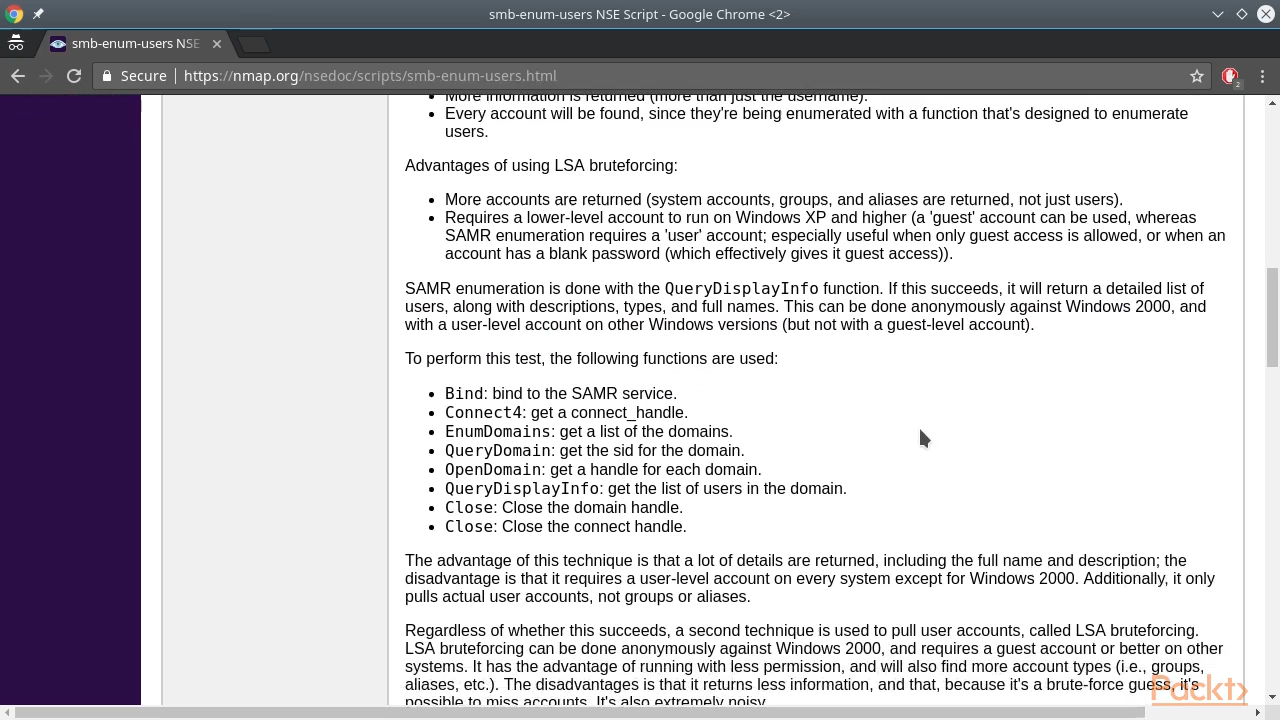 smb-enum-users NSE Script - Google Chrome <2>
smb-enum-users NSE
Secure https://nmap.org/nsedoc/scripts/smb-enum-users.html
2
More information is returned (more than just the username).
Every account will be found, since they're being enumerated with a function that's designed to enumerate
users.
Advantages of using LSA bruteforcing:
More accounts are returned (system accounts, groups, and aliases are returned, not just users).
Requires a lower-level account to run on Windows XP and higher (a 'guest' account can be used, whereas
SAMR enumeration requires a 'user' account; especially useful when only guest access is allowed, or when an
account has a blank password (which effectively gives it guest access)).
SAMR enumeration is done with the QueryDisplayInfo function. If this succeeds, it will return a detailed list of
users, along with descriptions, types, and full names. This can be done anonymously against Windows 2000, and
with a user-level account on other Windows versions (but not with a guest-level account).
To perform this test, the following functions are used:
Bind: bind to the SAMR service.
Connect4: get a connect_handle.
EnumDomains: get a list of the domains.
QueryDomain: get the sid for the domain.
OpenDomain: get a handle for each domain.
QueryDisplayInfo: get the list of users in the domain.
Close: Close the domain handle.
Close: Close the connect handle.
The advantage of this technique is that a lot of details are returned, including the full name and description; the
disadvantage is that it requires a user-level account on every system except for Windows 2000. Additionally, it only
pulls actual user accounts, not groups or aliases.
Regardless of whether this succeeds, a second technique is used to pull user accounts, called LSA bruteforcing.
LSA bruteforcing can be done anonymously against Windows 2000, and requires a guest account or better on other
systems. It has the advantage of running with less permission, and will also find more account types (i.e., groups,
aliases, etc.). The disadvantages is that it returns less information, and that, because it's a brute-force guess, it's
possible to miss accounts. It's also extremely noisy.
Packt